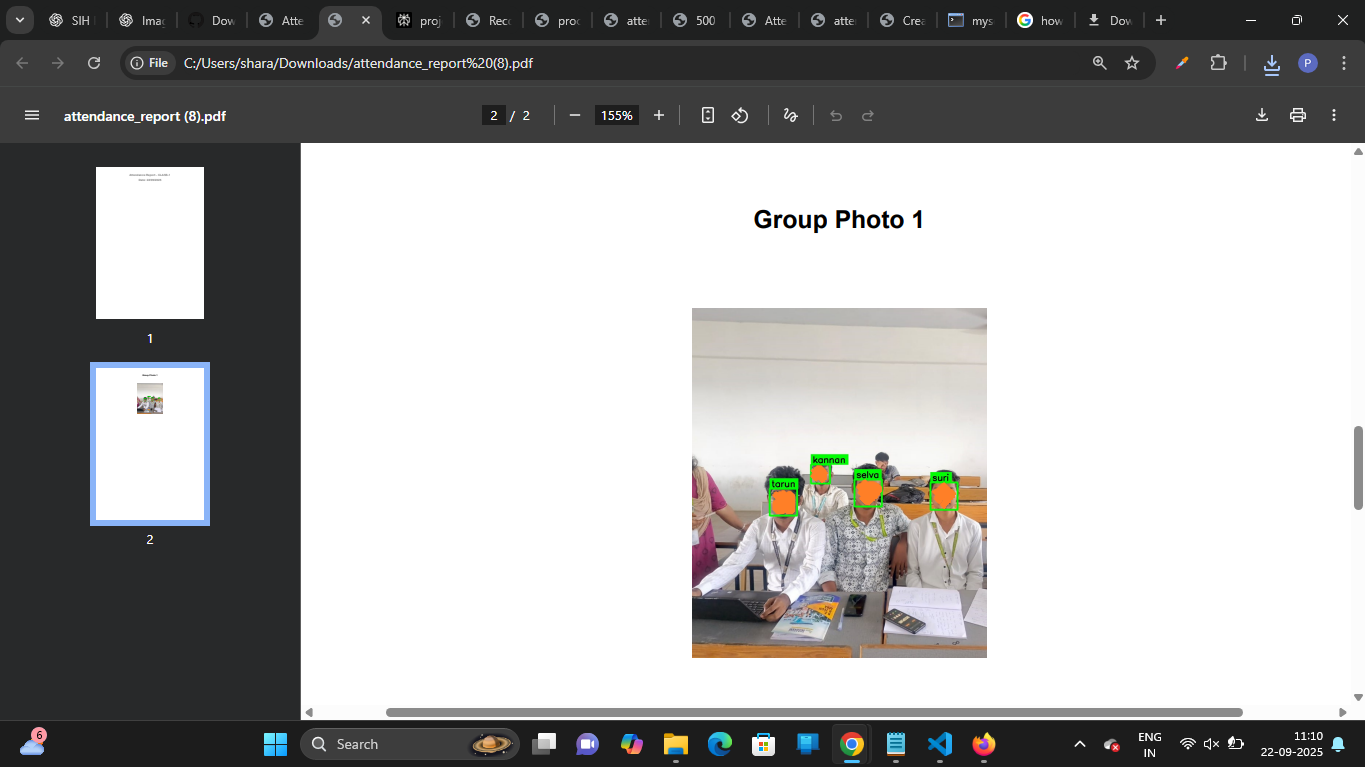 SIH
Imag
Dow
Atte
proj
Reco
proc
atte
500
Atte
atte
Crea
mys
how
Dow
File
C:/Users/shara/Downloads/attendance_report%20(8).pdf
P
attendance_report (8).pdf
2 / 2
155%
1
2
Group Photo 1
kannan
selva
suri
tarun
6
Search
ENG
IN
11:10
22-09-2025